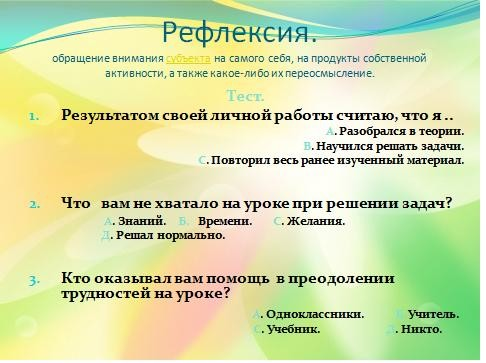 Рефлексия.
обращение внимания субъекта на самого себя, на продукты собственной
активности, а также какое-либо их переосмысление.
Тест.
1. Результатом своей личной работы считаю, что я ..
А. Разобрался в теории.
В. Научился решать задачи.
С. Повторил весь ранее изученный материал.
2. Что вам не хватало на уроке при решении задач?
А. Знаний. Б. Времени. С. Желания.
Д. Решал нормально.
3. Кто оказывал вам помощь в преодолении
трудностей на уроке?
А. Одноклассники. Б. Учитель.
С. Учебник. Д. Никто.